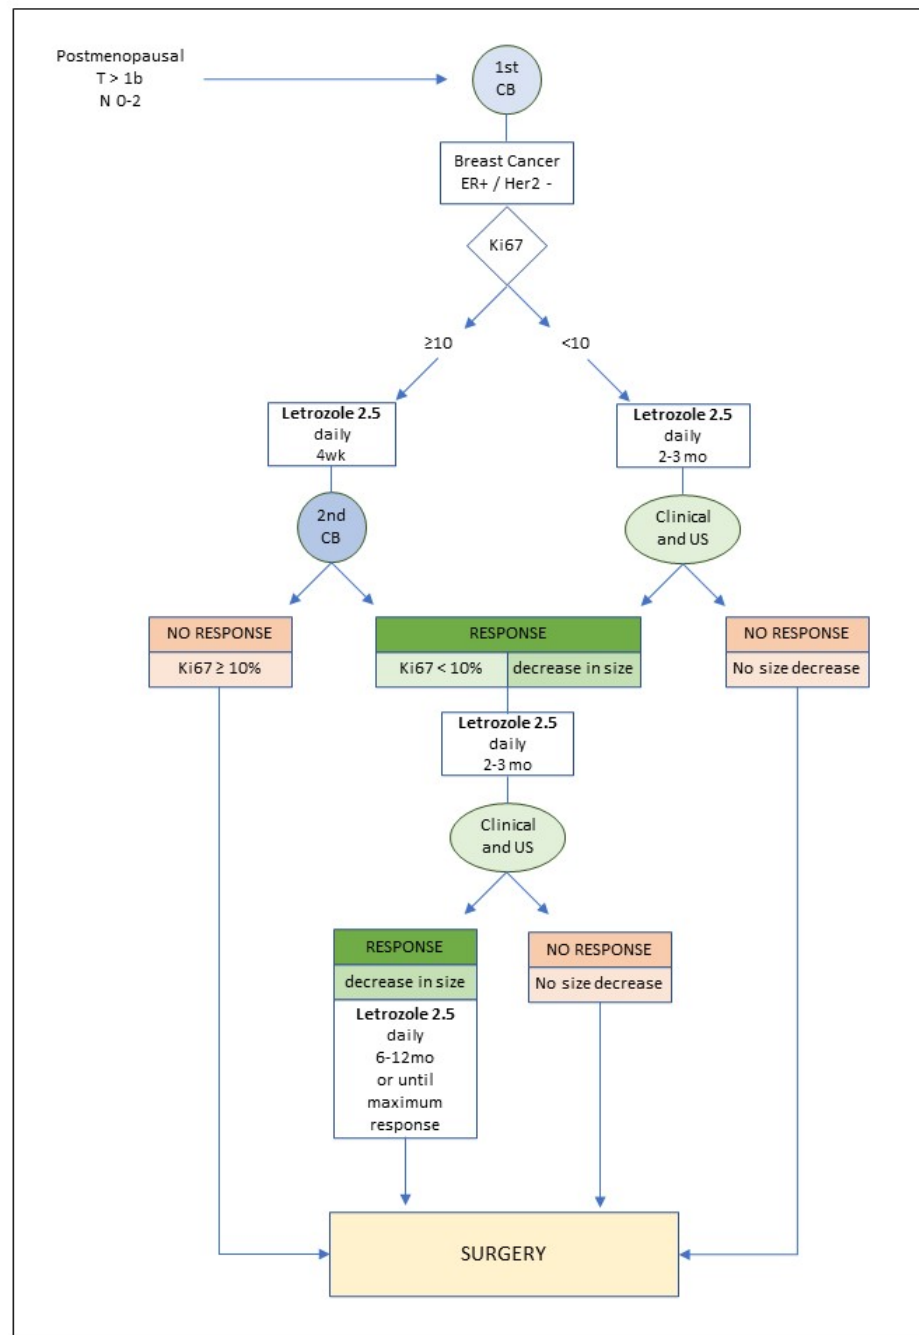 Postmenopausal
T > 1b
N 0-2
1st
CB
Breast Cancer
ER+ / Her2 -
Ki67
≥10
<10
Letrozole 2.5
daily
4wk
Letrozole 2.5
daily
2-3 mo
2nd
CB
Clinical
and US
NO RESPONSE
Ki67 ≥ 10%
RESPONSE
Ki67 < 10%
decrease in size
NO RESPONSE
No size decrease
Letrozole 2.5
daily
2-3 mo
Clinical
and US
RESPONSE
decrease in size
Letrozole 2.5
daily
6-12mo
or until
maximum
response
NO RESPONSE
No size decrease
SURGERY